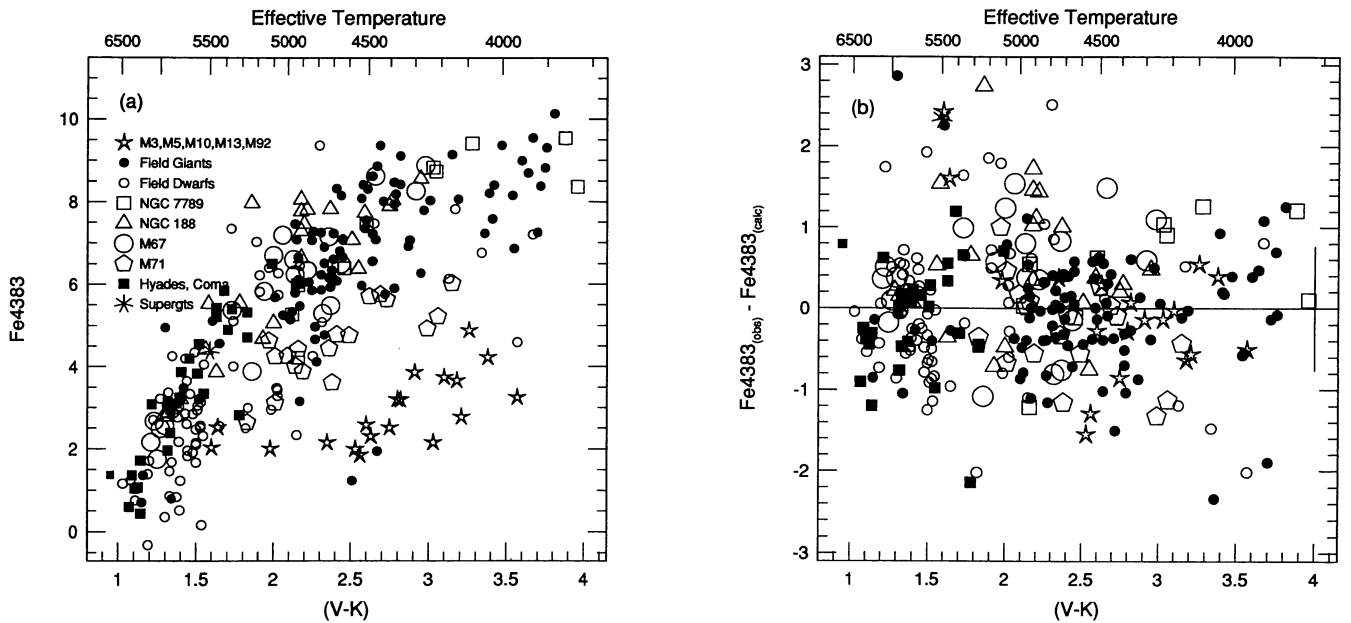 Effective Temperature
6500 5500 5000 4500 4000
(a)
M3,M5,M10,M13,M92
Field Giants
Field Dwarfs
NGC 7789
NGC 188
M67
M71
Hyades, Coma
Supergts
Fe4383
10
8
6
4
2
0
1 1.5 2 2.5 3 3.5 4
(V-K)
Effective Temperature
6500 5500 5000 4500 4000
(b)
Fe4383(obs) - Fe4383(calc)
3
2
1
0
-1
-2
-3
1 1.5 2 2.5 3 3.5 4
(V-K)